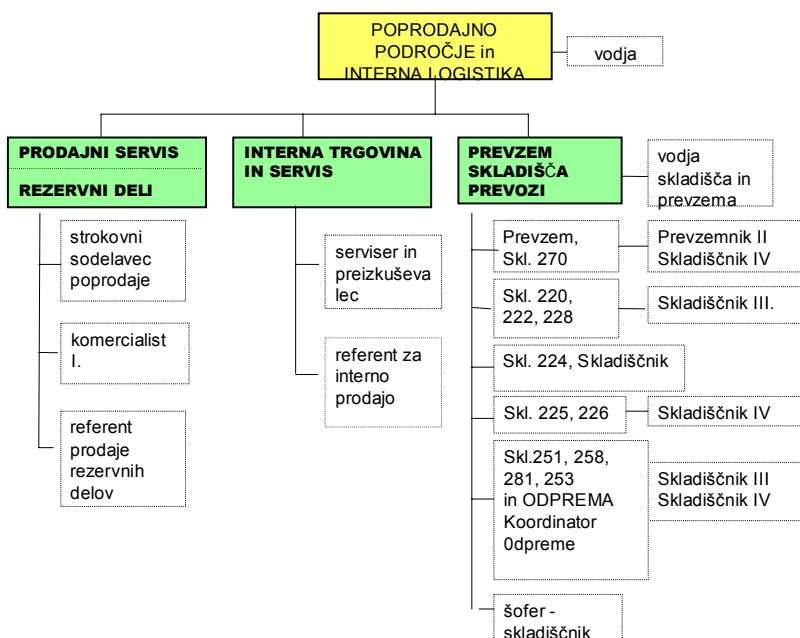 POPRODAJNO
PODROČJE in
INTERNA LOGISTIKA
vodja
PRODAJNI SERVIS
REZERVNI DELI
INTERNA TRGOVINA
IN SERVIS
PREVZEM
SKLADIŠČA
PREVOZI
vodja
skladišča in
prevzema
strokovni
sodelavec
poprodaje
komercialist
I.
referent
prodaje
rezervnih
delov
serviser in
preizkuševa
lec
referent za
interno
prodajo
Prevzem,
Skl. 270
Prevzemnik II
Skladiščnik IV
Skl. 220,
222, 228
Skladiščnik III.
Skl. 224, Skladiščnik
Skl. 225, 226
Skladiščnik IV
Skl.251, 258,
281, 253
in ODPREMA
Koordinator
0dpreme
Skladiščnik III
Skladiščnik IV
šofer -
skladiščnik